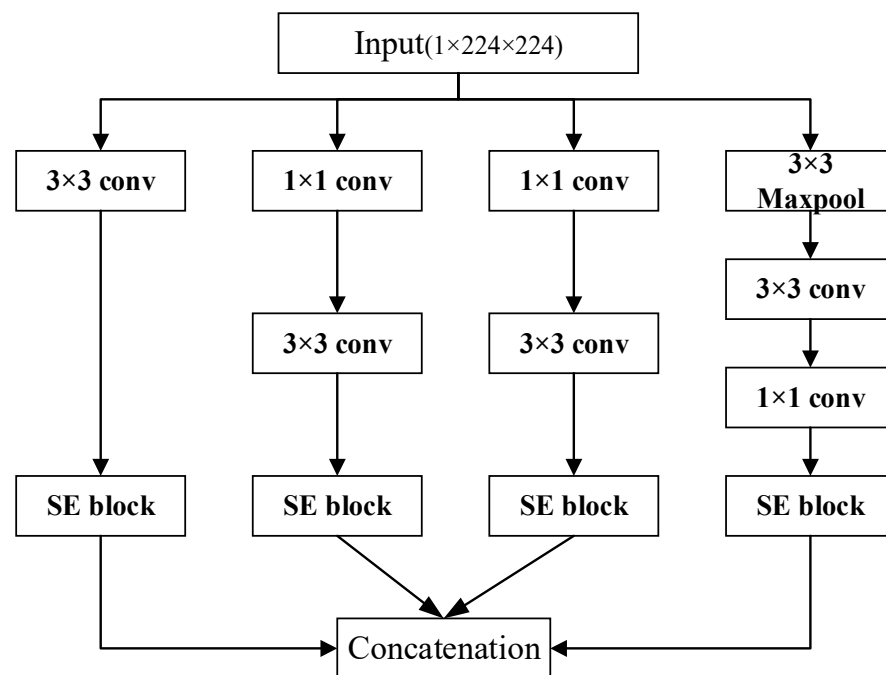 Input(1×224×224)
3×3 conv
1×1 conv
1×1 conv
3×3
Maxpool
3×3 conv
3×3 conv
3×3 conv
1×1 conv
SE block
SE block
SE block
SE block
Concatenation